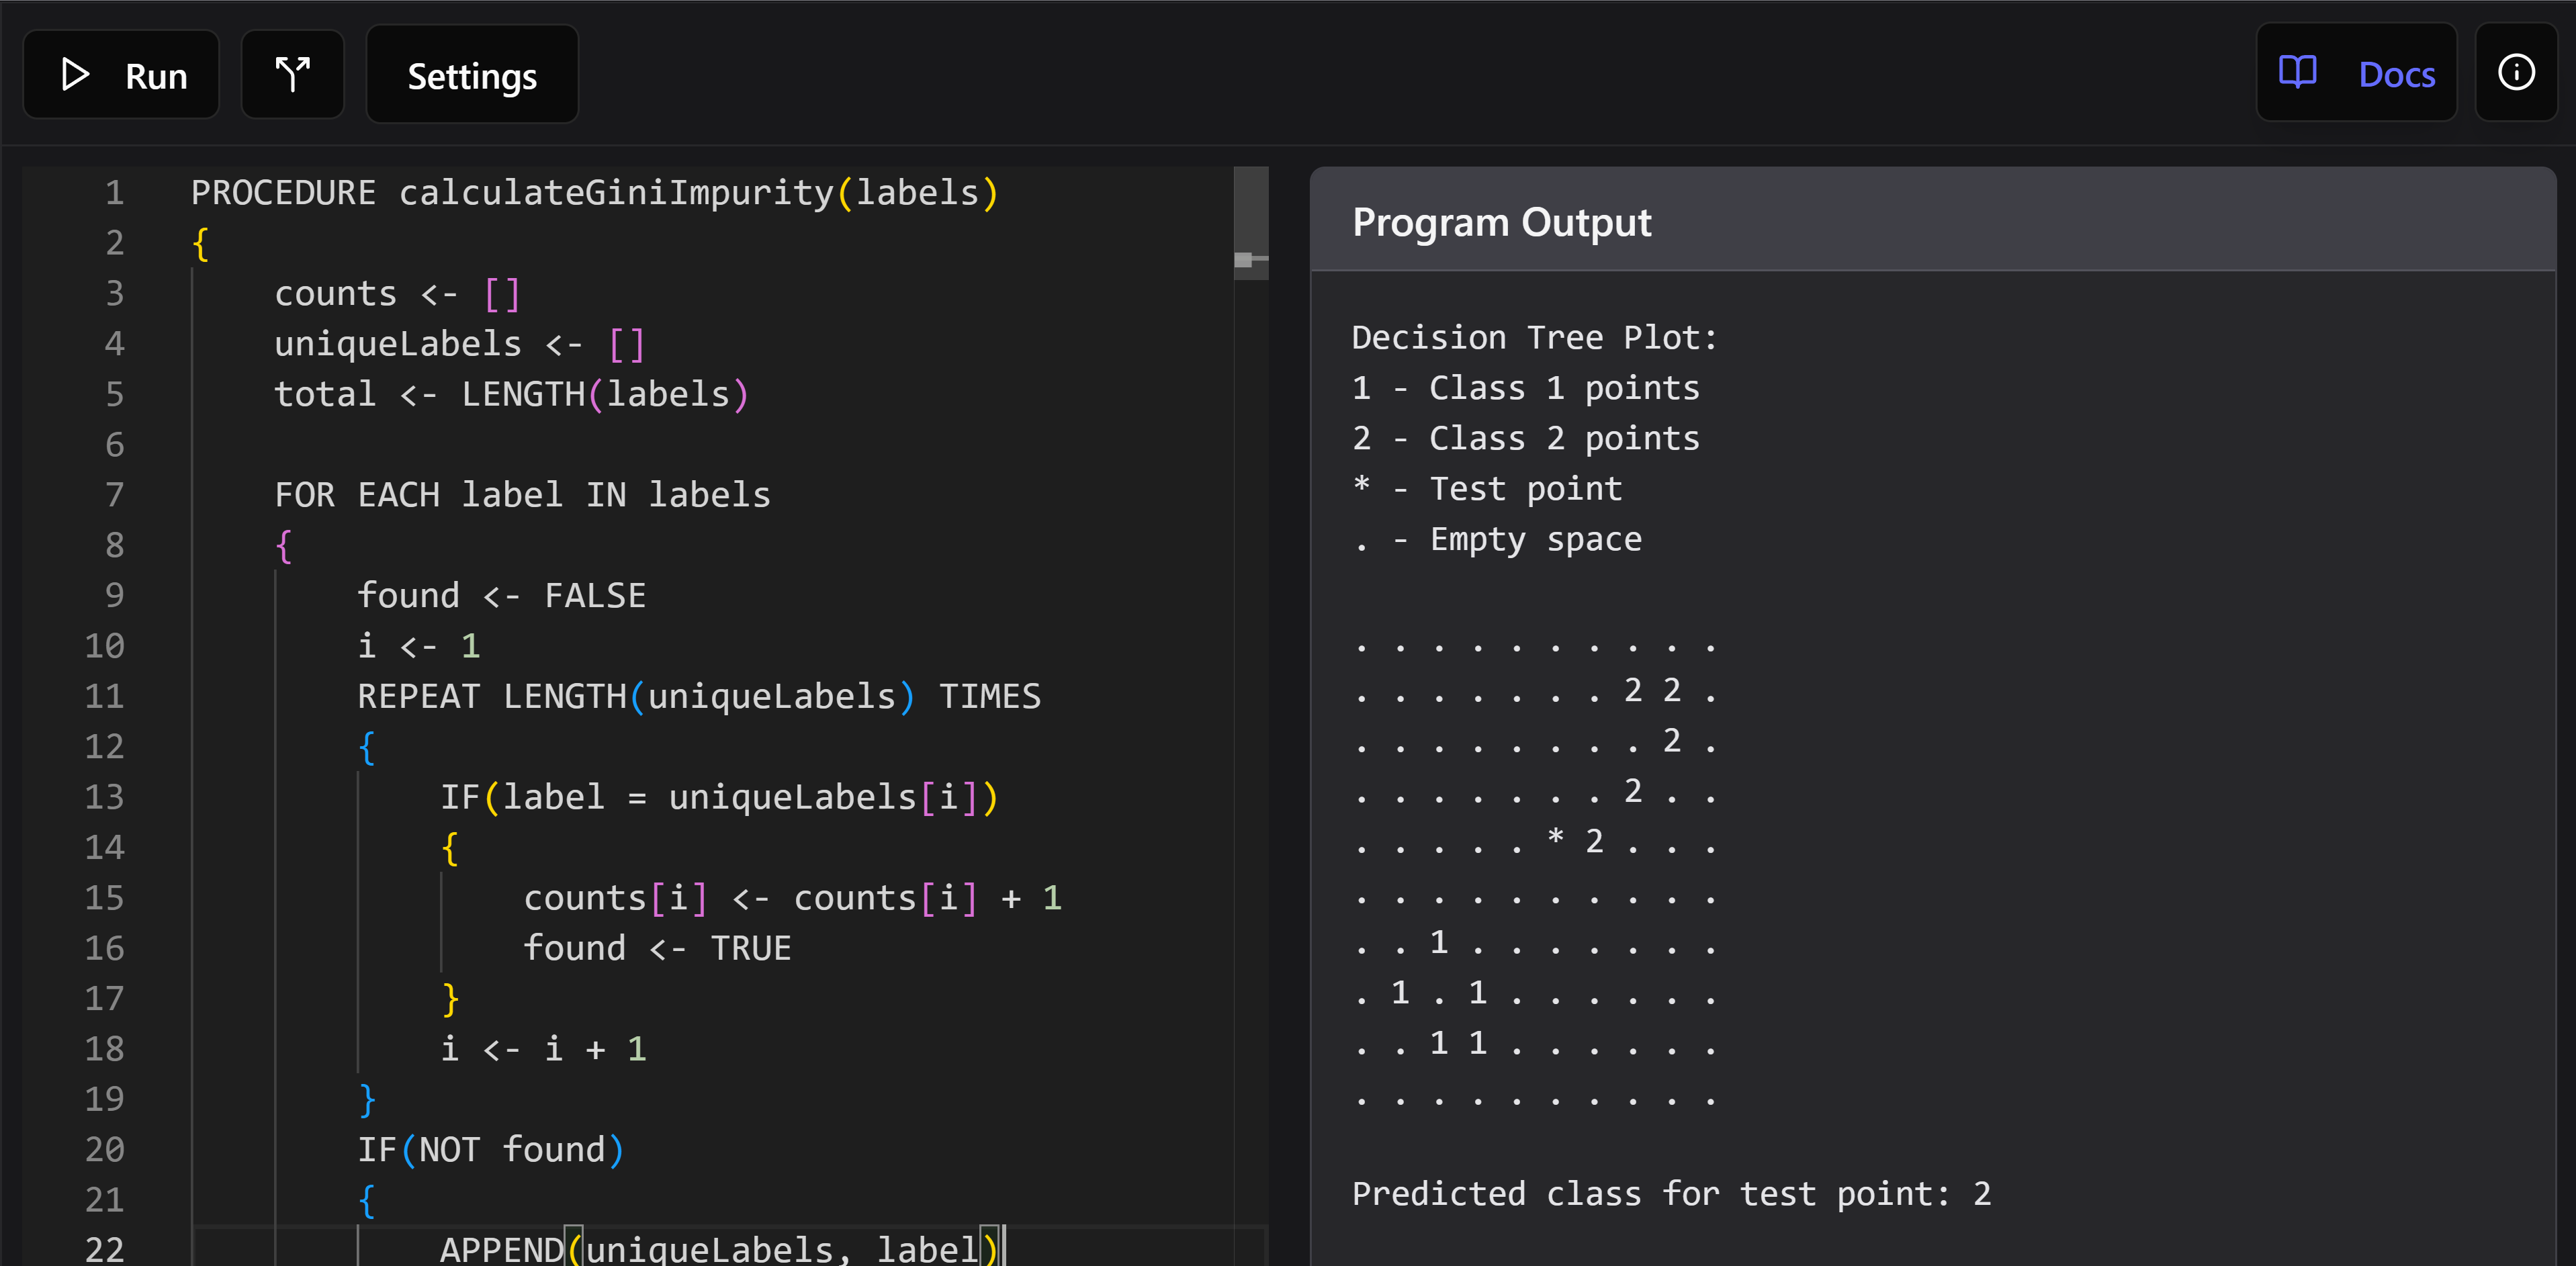 Run
Settings
Docs
1 PROCEDURE calculateGiniImpurity(labels)
2 {
3 counts <- []
4 uniqueLabels <- []
5 total <- LENGTH(labels)
6
7 FOR EACH label IN labels
8 {
9 found <- FALSE
10 i <- 1
11 REPEAT LENGTH(uniqueLabels) TIMES
12 {
13 IF(label = uniqueLabels[i])
14 {
15 counts[i] <- counts[i] + 1
16 found <- TRUE
17 }
18 i <- i + 1
19 }
20 IF(NOT found)
21 {
22 APPEND(uniqueLabels, label)
Program Output
Decision Tree Plot:
1 - Class 1 points
2 - Class 2 points
* - Test point
. - Empty space
. . . . . . . . . .
. . . . . . . 2 2 .
. . . . . . . . 2 .
. . . . . . . 2 . .
. . . . . * 2 . . .
. . . . . . . . . .
. . 1 . . . . . . .
. 1 . 1 . . . . . .
. . 1 1 . . . . . .
. . . . . . . . . .
Predicted class for test point: 2